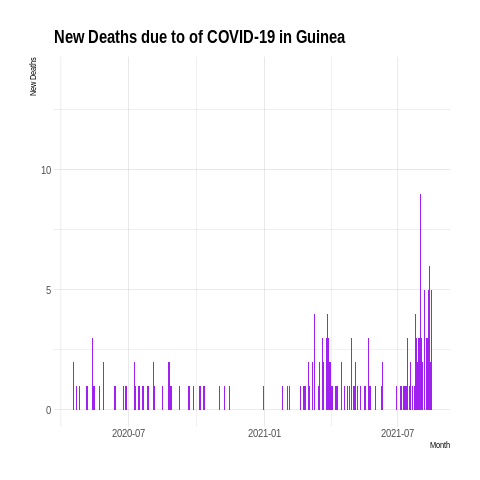 New Deaths due to of COVID-19 in Guinea
New Deaths
10
5
0
2020-07
2021-01
2021-07
Month